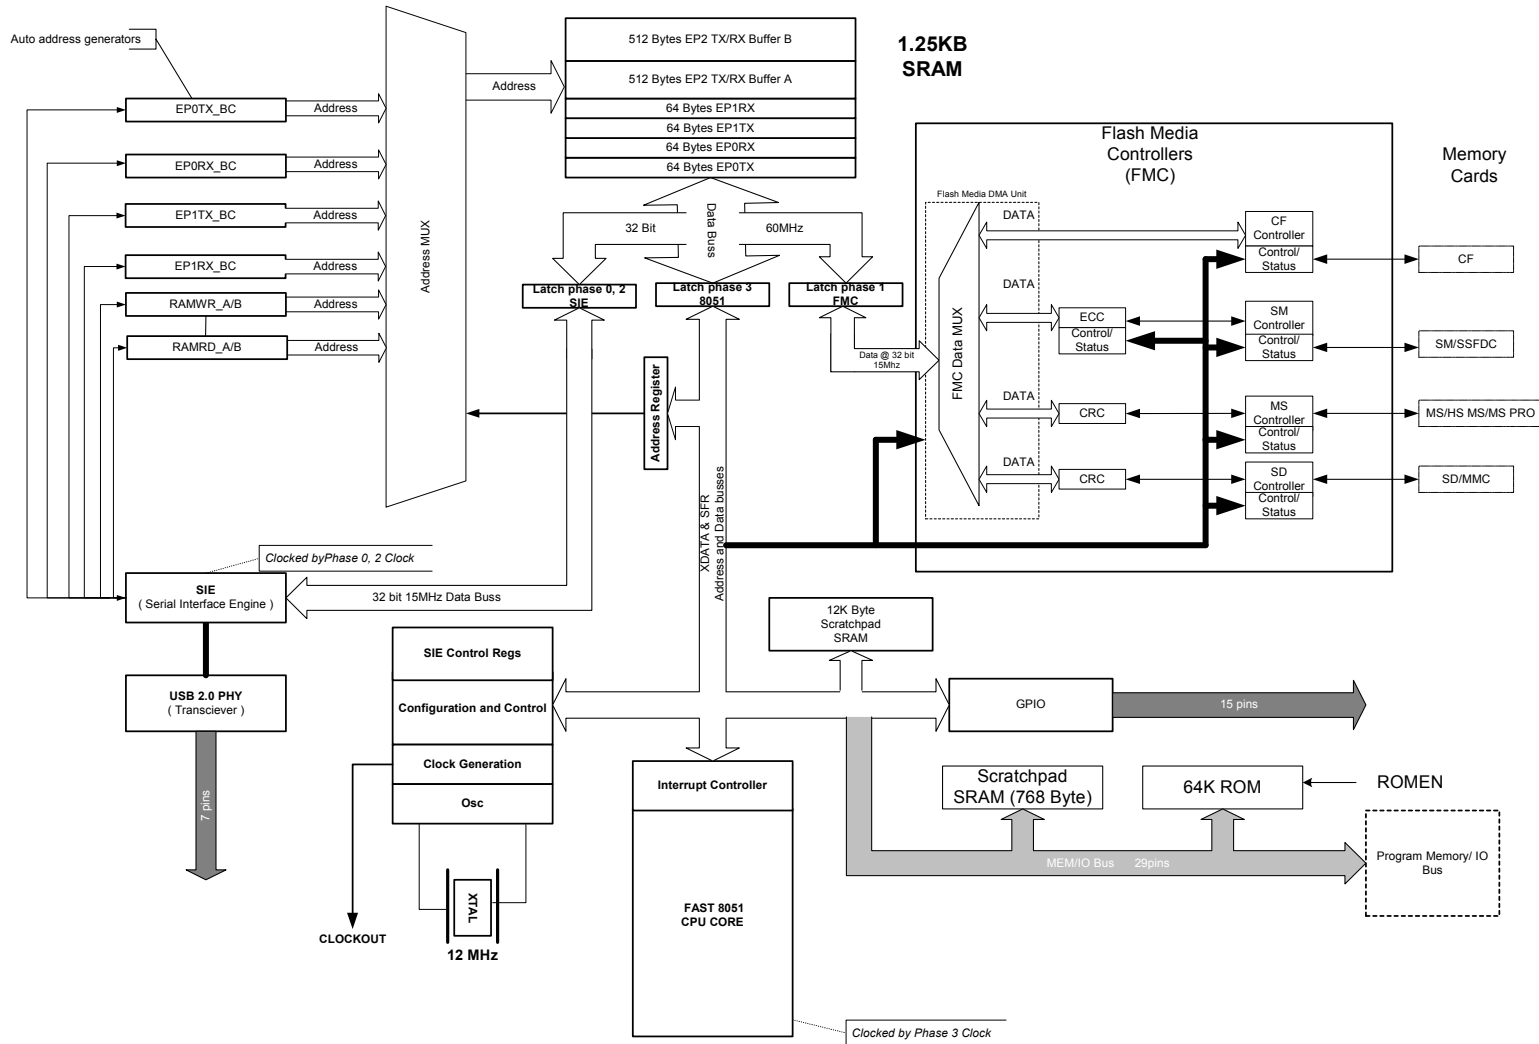 Auto address generators
EP0TX_BC
Address
EP0RX_BC
Address
EP1TX_BC
Address
EP1RX_BC
Address
RAMWR_A/B
Address
RAMRD_A/B
Address
Address MUX
Address
512 Bytes EP2 TX/RX Buffer B
512 Bytes EP2 TX/RX Buffer A
64 Bytes EP1RX
64 Bytes EP1TX
64 Bytes EP0RX
64 Bytes EP0TX
1.25KB
SRAM
32 Bit
Data Buss
60MHz
Latch phase 0, 2
SIE
Latch phase 3
8051
Latch phase 1
FMC
Data @ 32 bit
15Mhz
Address Register
XDATA & SFR
Address and Data busses
Flash Media
Controllers
(FMC)
Flash Media DMA Unit
FMC Data MUX
DATA
DATA
DATA
DATA
ECC
Control/
Status
CRC
CRC
CF
Controller
Control/
Status
SM
Controller
Control/
Status
MS
Controller
Control/
Status
SD
Controller
Control/
Status
Memory
Cards
CF
SM/SSFDC
MS/HS MS/MS PRO
SD/MMC
Clocked byPhase 0, 2 Clock
SIE
( Serial Interface Engine )
32 bit 15MHz Data Buss
USB 2.0 PHY
( Transciever )
7 pins
SIE Control Regs
Configuration and Control
Clock Generation
Osc
XTAL
12 MHz
CLOCKOUT
12K Byte
Scratchpad
SRAM
GPIO
15 pins
Interrupt Controller
FAST 8051
CPU CORE
Clocked by Phase 3 Clock
Scratchpad
SRAM (768 Byte)
64K ROM
ROMEN
MEM/IO Bus 29pins
Program Memory/ IO
Bus